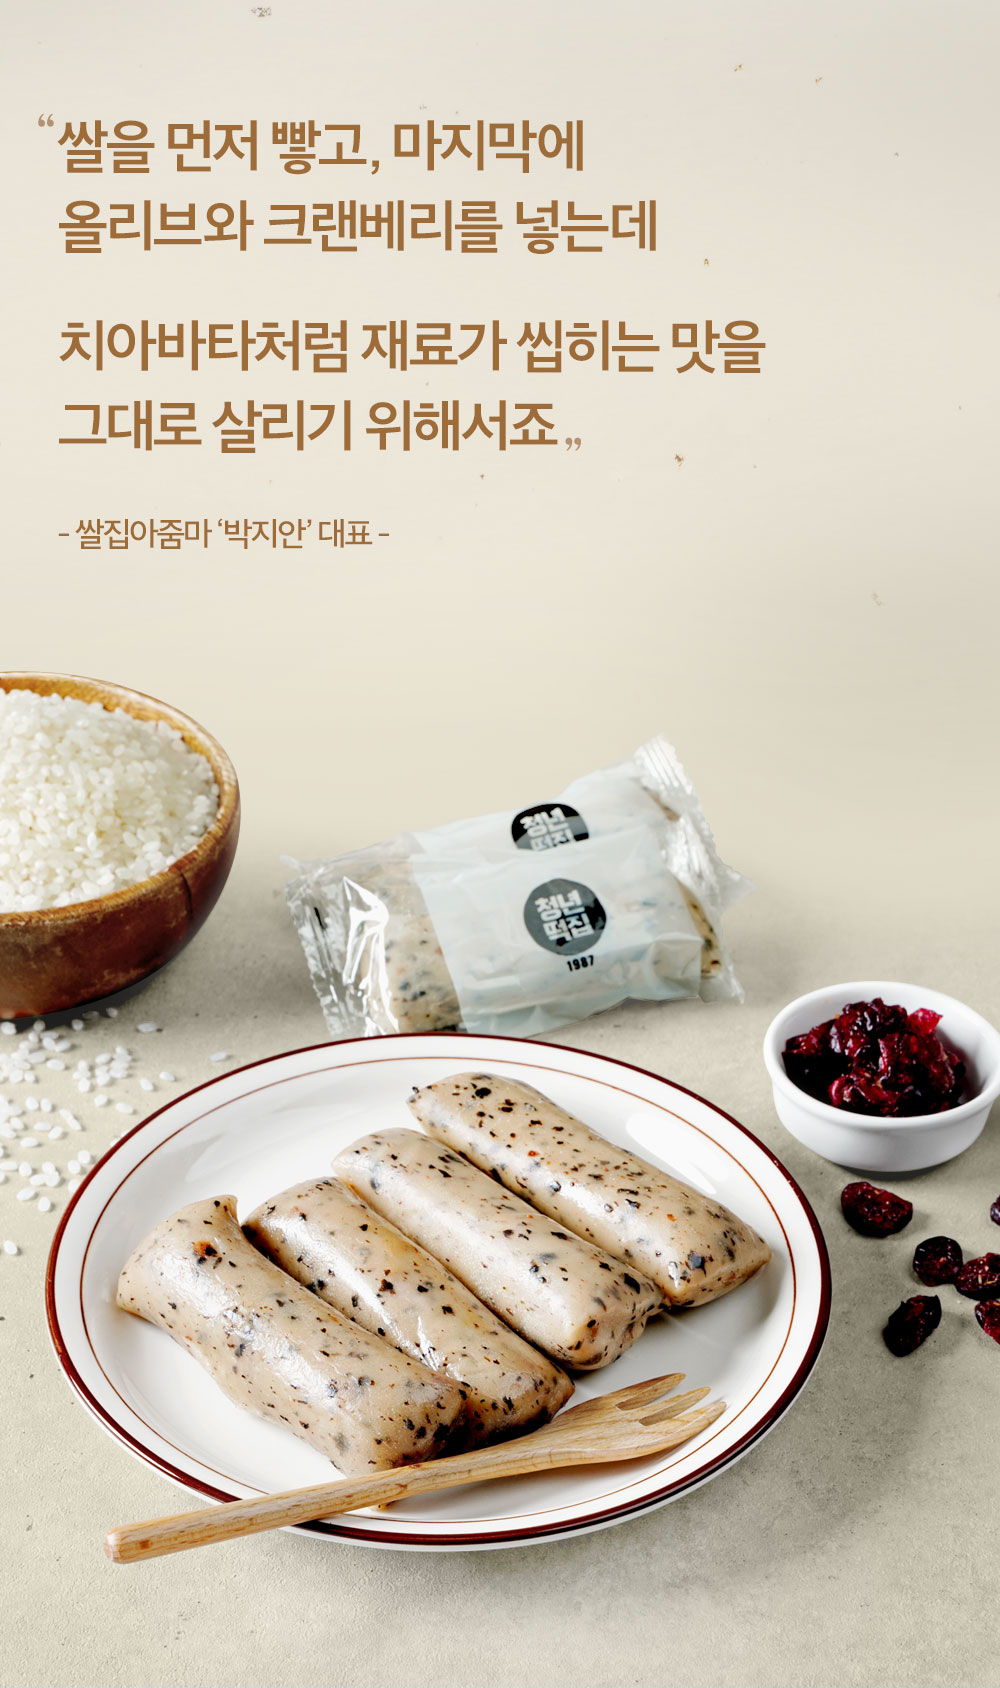 “쌀을 먼저 빻고, 마지막에
올리브와 크랜베리를 넣는데
치아바타처럼 재료가 씹히는 맛을
그대로 살리기 위해서죠„
- 쌀집아줌마 ‘박지안’ 대표 -
청년
떡집
청년
떡집
1987